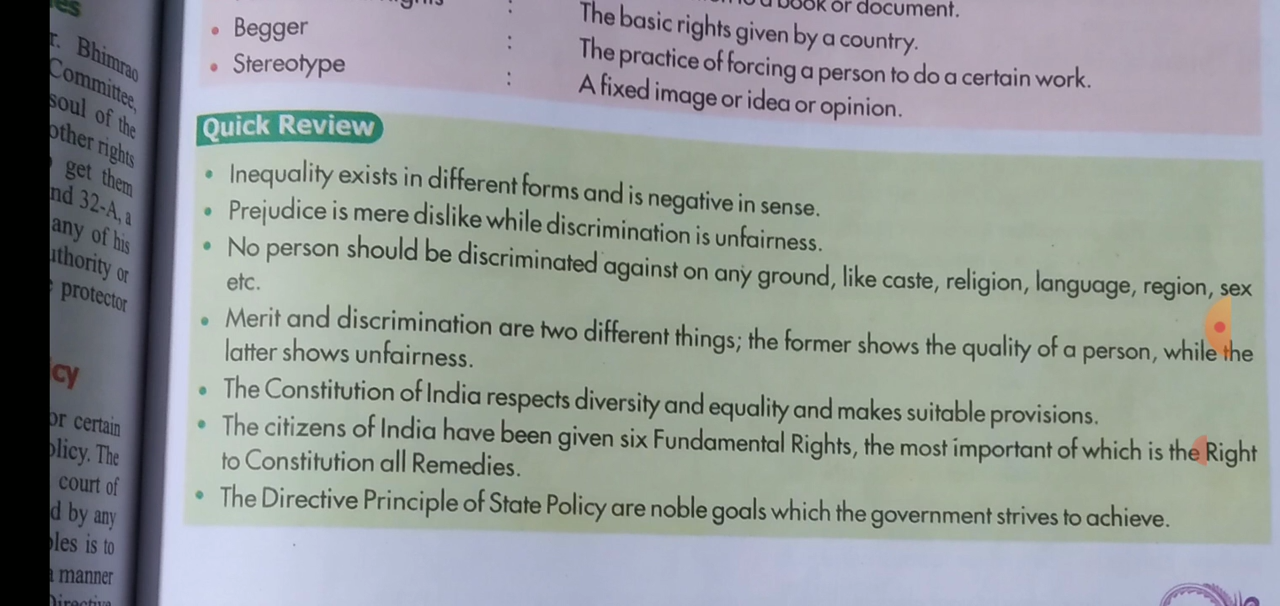 book or document.
: The basic rights given by a country.
• Begger : The practice of forcing a person to do a certain work.
• Stereotype : A fixed image or idea or opinion.
Quick Review
• Inequality exists in different forms and is negative in sense.
• Prejudice is mere dislike while discrimination is unfairness.
• No person should be discriminated against on any ground, like caste, religion, language, region, sex
etc.
• Merit and discrimination are two different things; the former shows the quality of a person, while the
latter shows unfairness.
• The Constitution of India respects diversity and equality and makes suitable provisions.
• The citizens of India have been given six Fundamental Rights, the most important of which is the Right
to Constitution all Remedies.
• The Directive Principle of State Policy are noble goals which the government strives to achieve.
es
r. Bhimrao
Committee,
soul of the
other rights
get them
nd 32-A, a
any of his
uthority or
protector
cy
or certain
olicy. The
court of
d by any
les is to
manner